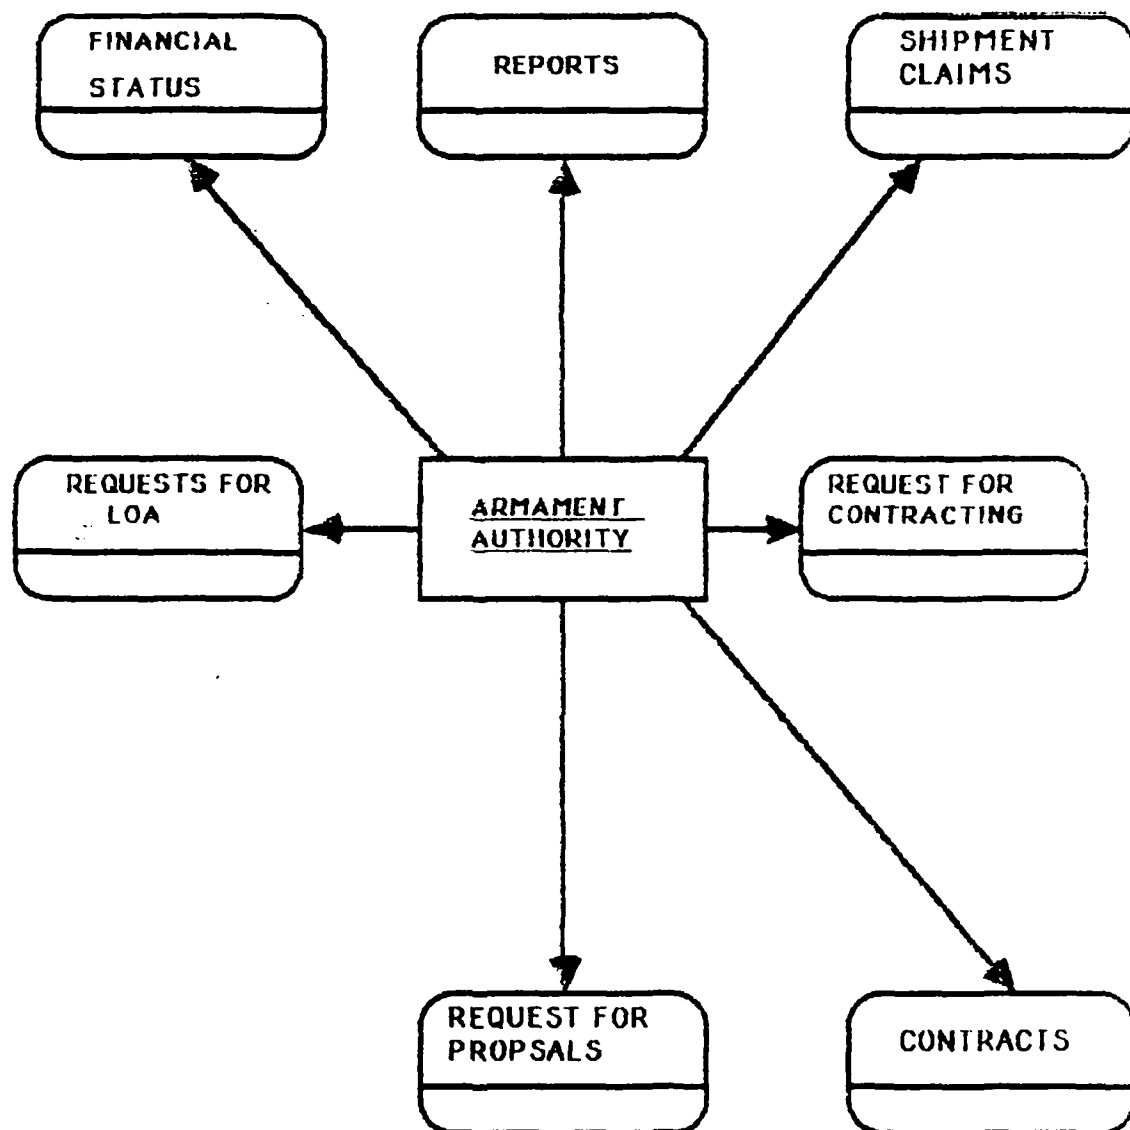 FINANCIAL
STATUS
REPORTS
SHIPMENT
CLAIMS
REQUESTS FOR
LOA
ARMAMENT
AUTHORITY
REQUEST FOR
CONTRACTING
REQUEST FOR
PROPSALS
CONTRACTS